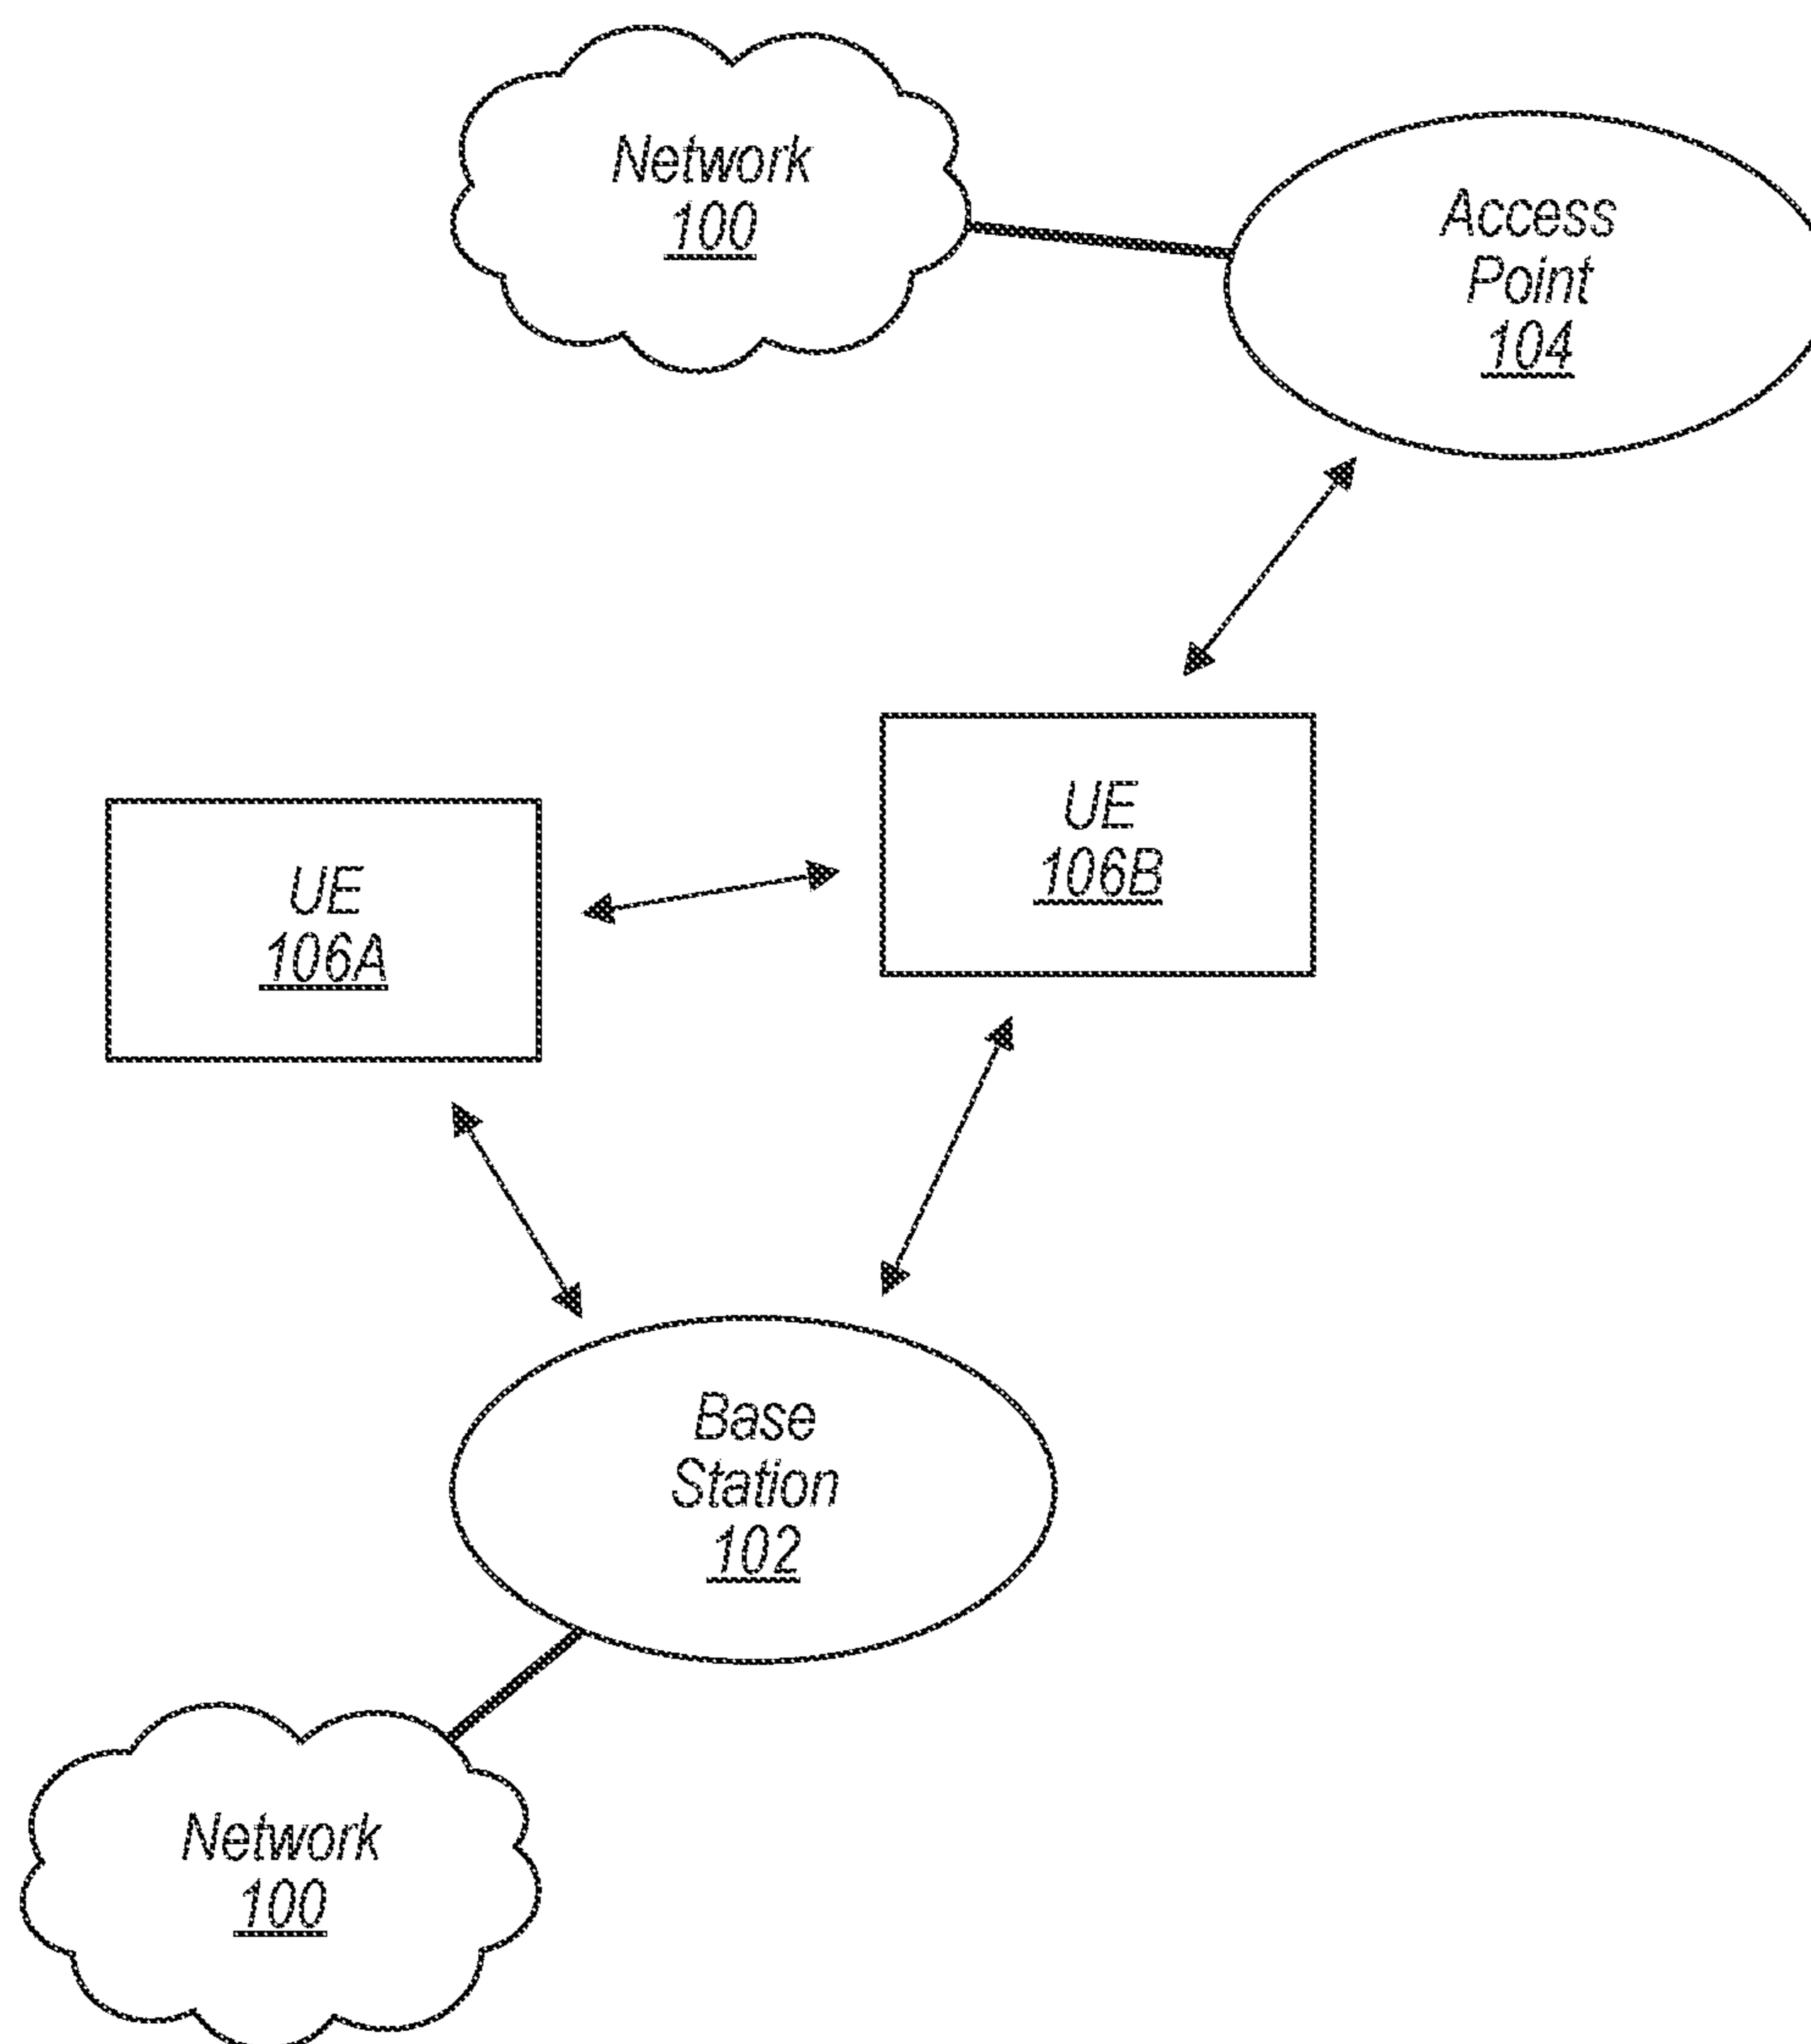 Network
100
Access
Point
104
UE
106B
UE
106A
Base
Station
102
Network
100